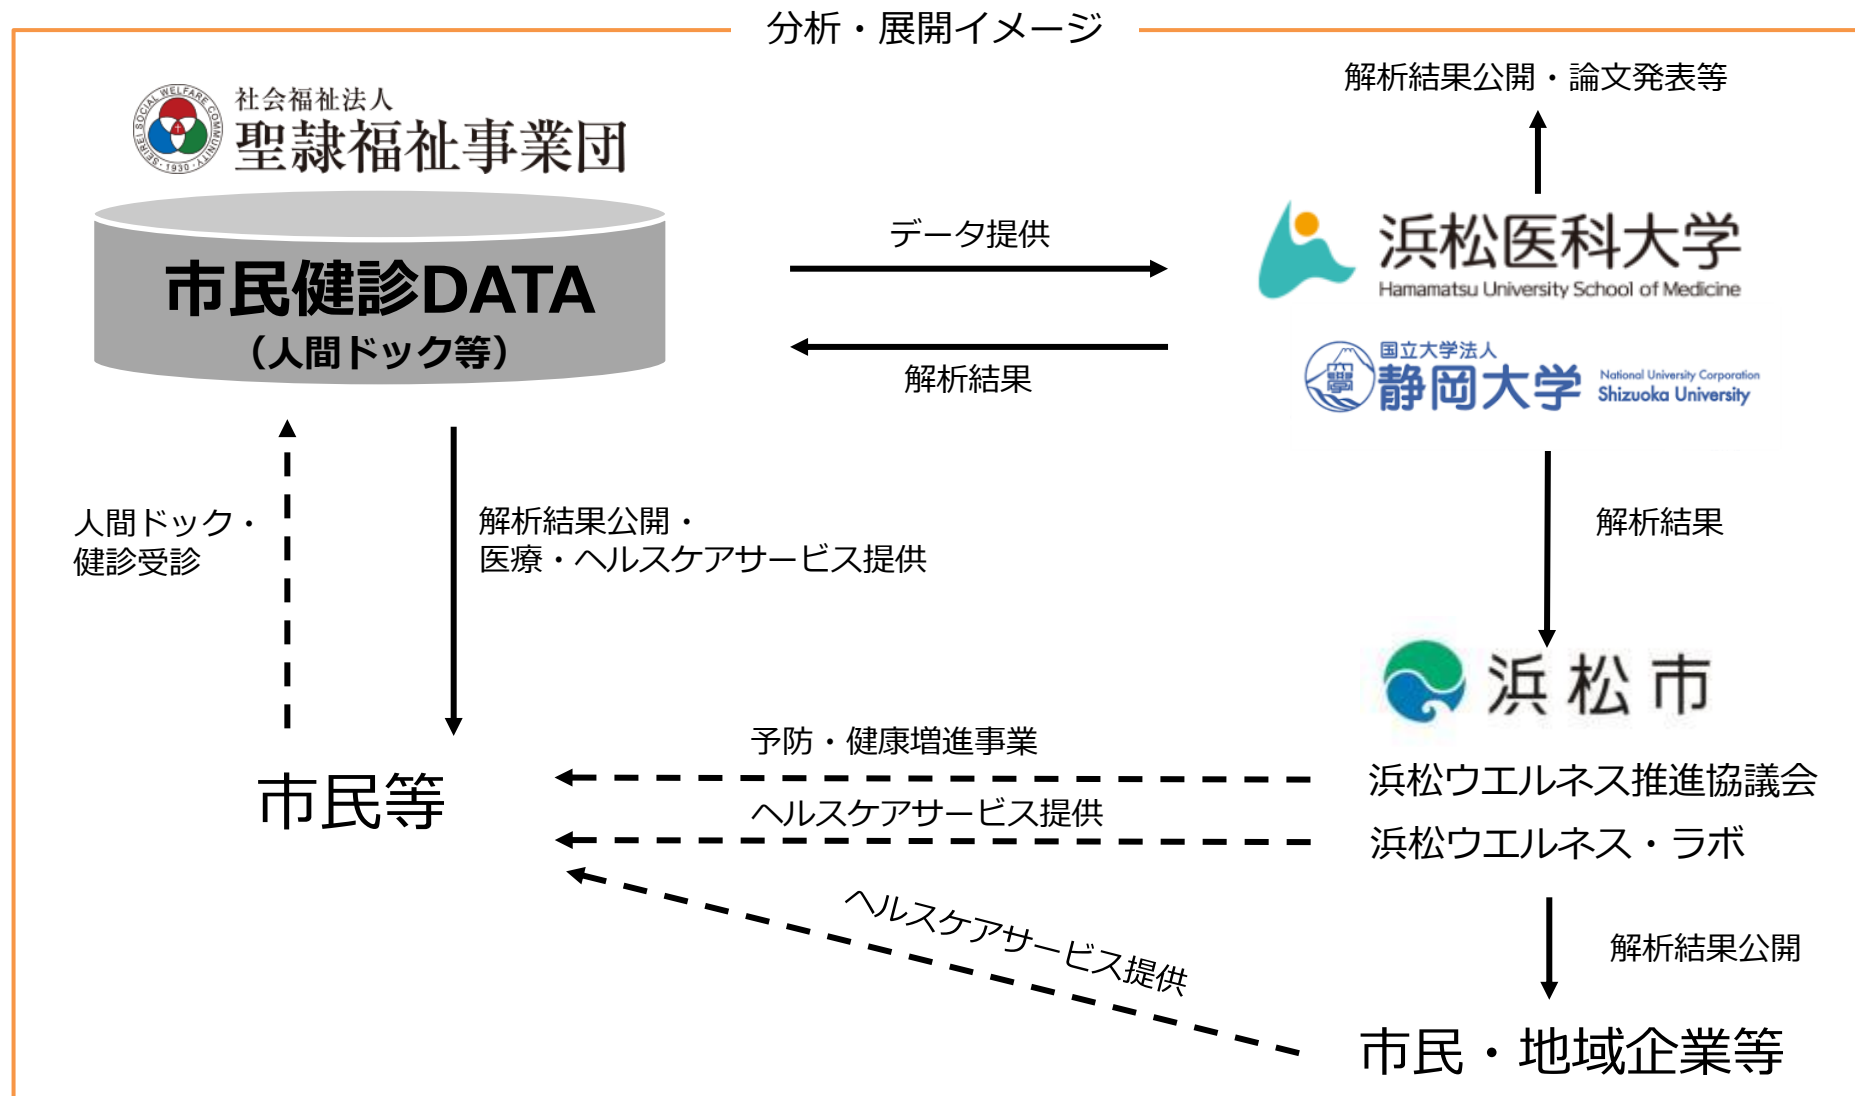 分析・展開イメージ
解析結果公開・論文発表等
SEIREI SOCIAL WELFARE COMMUNITY
・1930・
社会福祉法人
聖隷福祉事業団
市民健診DATA
（人間ドック等）
データ提供
解析結果
浜松医科大学
Hamamatsu University School of Medicine
国立大学法人
静岡大学
National University Corporation
Shizuoka University
人間ドック・
健診受診
解析結果公開・
医療・ヘルスケアサービス提供
解析結果
浜松市
予防・健康増進事業
浜松ウエルネス推進協議会
市民等
ヘルスケアサービス提供
浜松ウエルネス・ラボ
ヘルスケアサービス提供
解析結果公開
市民・地域企業等